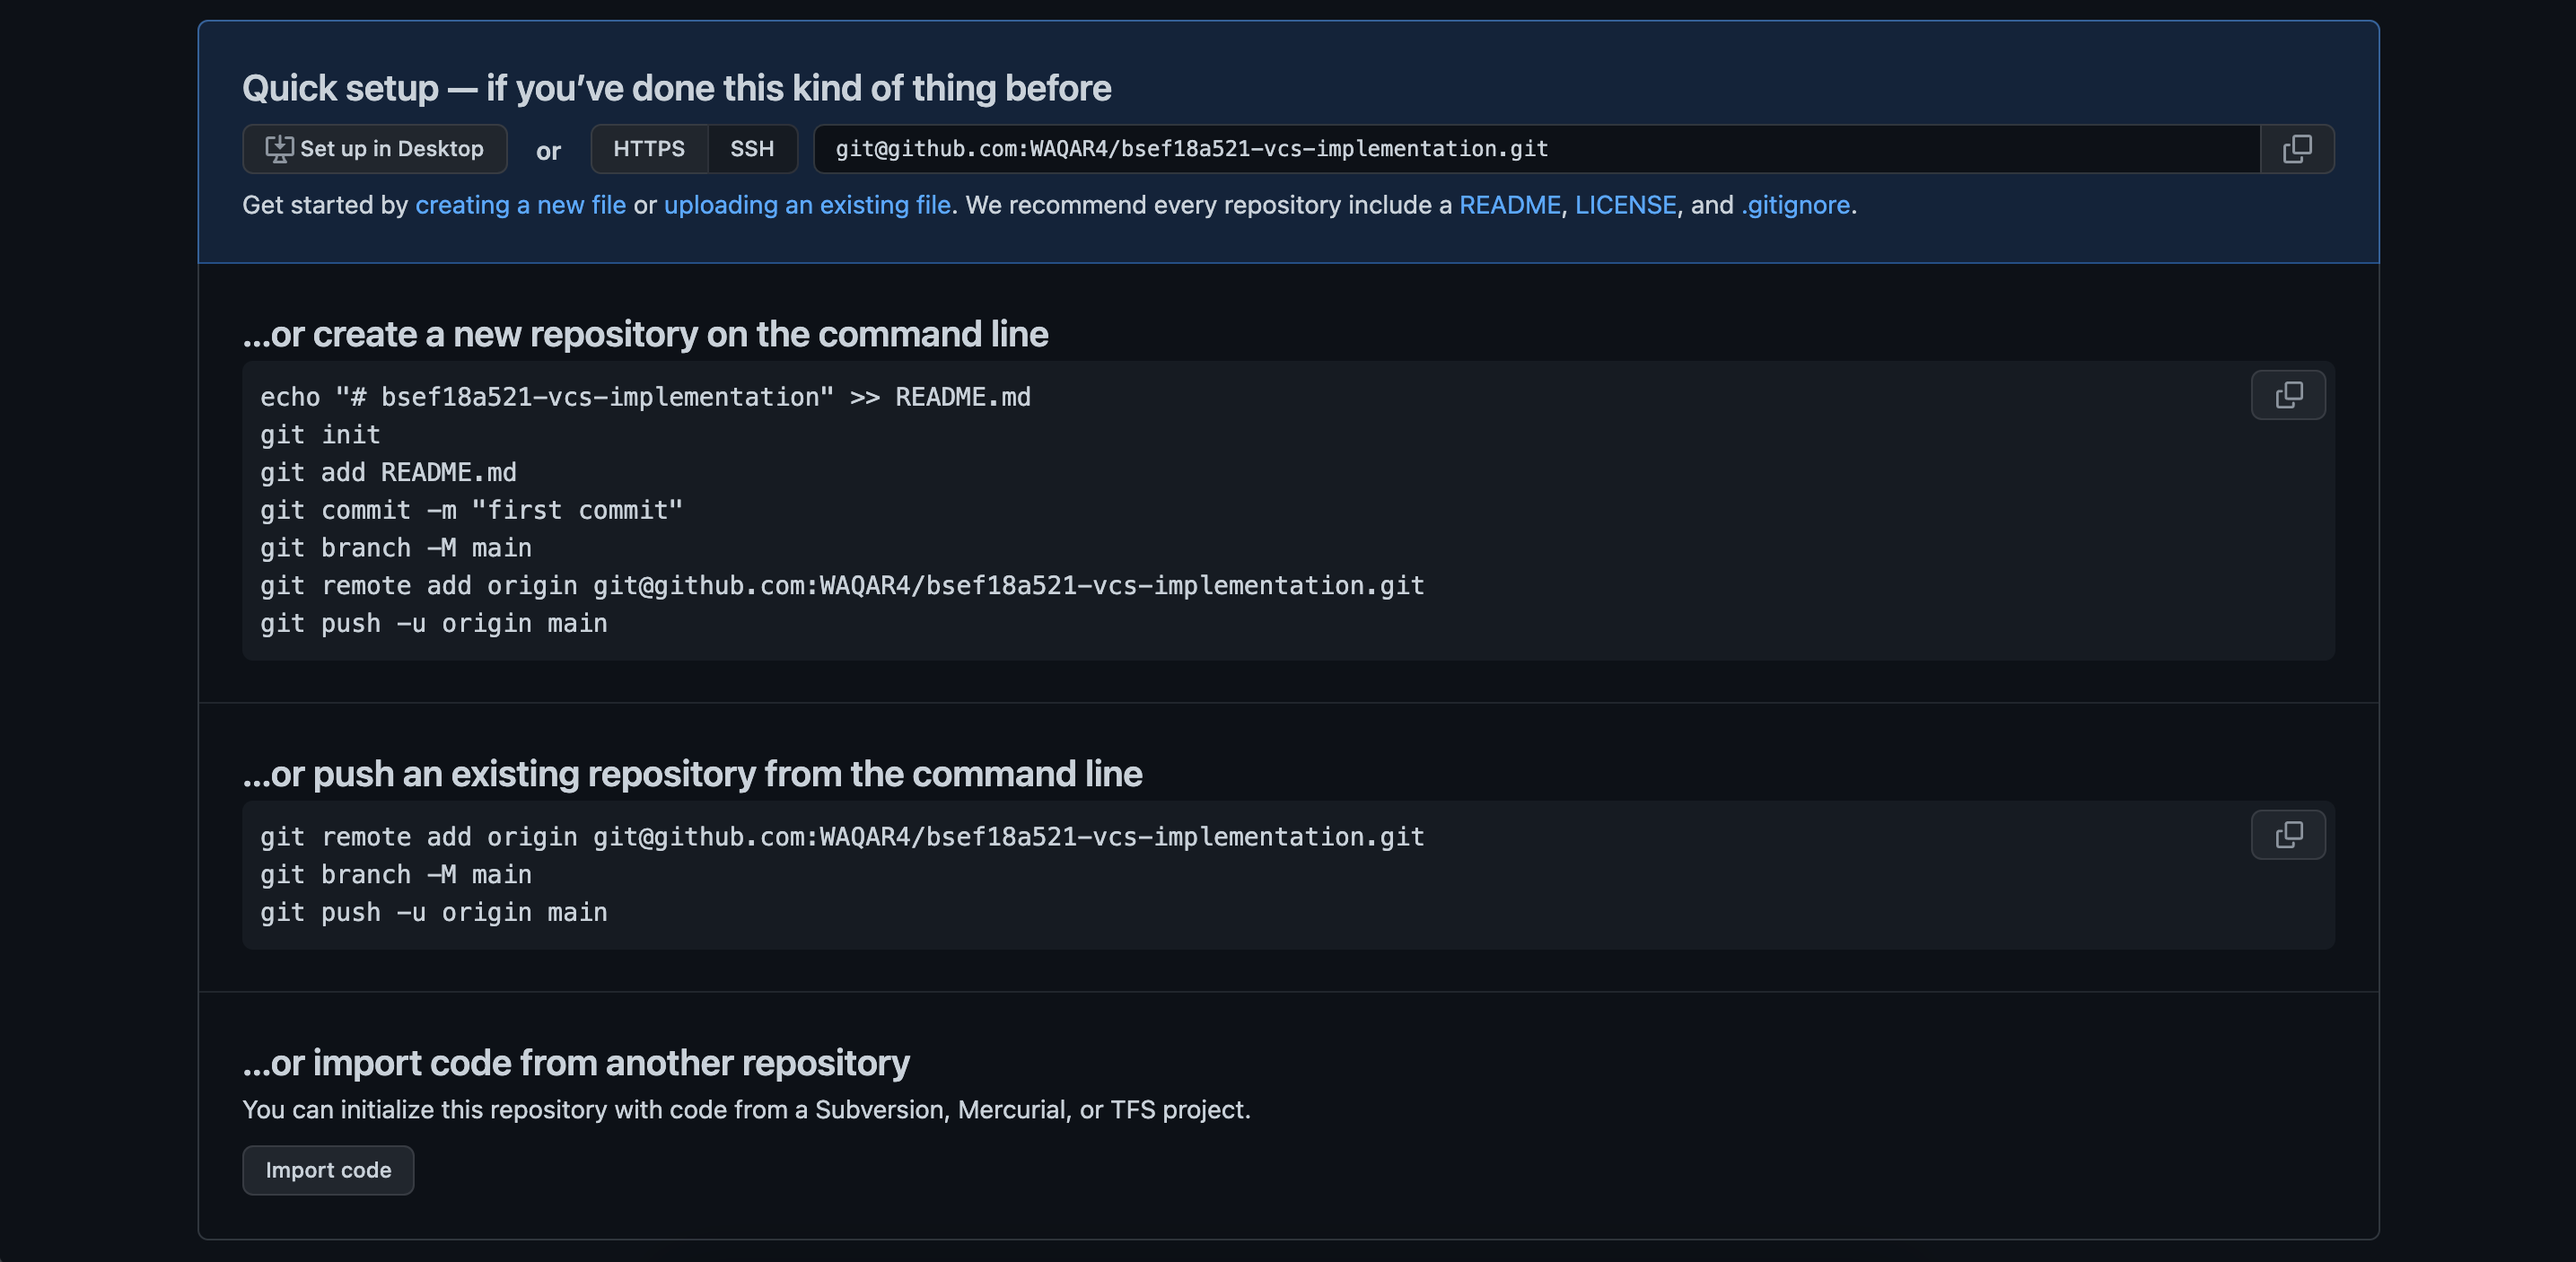 Quick setup — if you’ve done this kind of thing before
Set up in Desktop or HTTPS SSH git@github.com:WAQAR4/bsef18a521-vcs-implementation.git
Get started by creating a new file or uploading an existing file. We recommend every repository include a README, LICENSE, and .gitignore.
…or create a new repository on the command line
echo "# bsef18a521-vcs-implementation" >> README.md
git init
git add README.md
git commit -m "first commit"
git branch -M main
git remote add origin git@github.com:WAQAR4/bsef18a521-vcs-implementation.git
git push -u origin main
…or push an existing repository from the command line
git remote add origin git@github.com:WAQAR4/bsef18a521-vcs-implementation.git
git branch -M main
git push -u origin main
…or import code from another repository
You can initialize this repository with code from a Subversion, Mercurial, or TFS project.
Import code